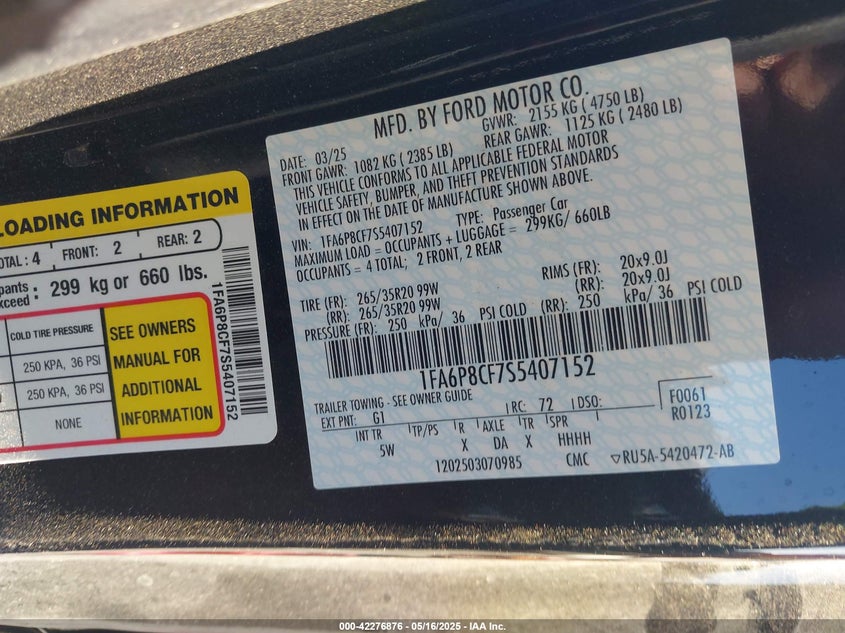 LOADING INFORMATION
OTAL: 4 FRONT: 2 REAR: 2
pants
xceed: 299 kg or 660 lbs.
COLD TIRE PRESSURE
250 KPA, 36 PSI
250 KPA, 36 PSI
NONE
SEE OWNERS
MANUAL FOR
ADDITIONAL
INFORMATION
1FA6P8CF7S5407152
MFD. BY FORD MOTOR CO.
DATE: 03/25 GVWR: 2155 KG ( 4750 LB)
FRONT GAWR: 1082 KG ( 2385 LB) REAR GAWR: 1125 KG ( 2480 LB)
THIS VEHICLE CONFORMS TO ALL APPLICABLE FEDERAL MOTOR
VEHICLE SAFETY, BUMPER, AND THEFT PREVENTION STANDARDS
IN EFFECT ON THE DATE OF MANUFACTURE SHOWN ABOVE.
VIN: 1FA6P8CF7S5407152 TYPE: Passenger Car
MAXIMUM LOAD = OCCUPANTS + LUGGAGE = 299KG/ 660LB
OCCUPANTS = 4 TOTAL; 2 FRONT, 2 REAR
TIRE (FR): 265/35R20 99W RIMS (FR): 20x9.0J
(RR): 265/35R20 99W (RR): 20x9.0J
PRESSURE (FR): 250 kPa/ 36 PSI COLD (RR): 250 kPa/ 36 PSI COLD
1FA6P8CF7S5407152
TRAILER TOWING - SEE OWNER GUIDE
EXT PNT: G1 RC: 72 DSO: F0061
R0123
INT TR TP/PS R AXLE TR SPR
5W X DA X HHHH
1202503070985 CMC RU5A-5420472-AB
000-42276876 - 05/16/2025 - IAA Inc.